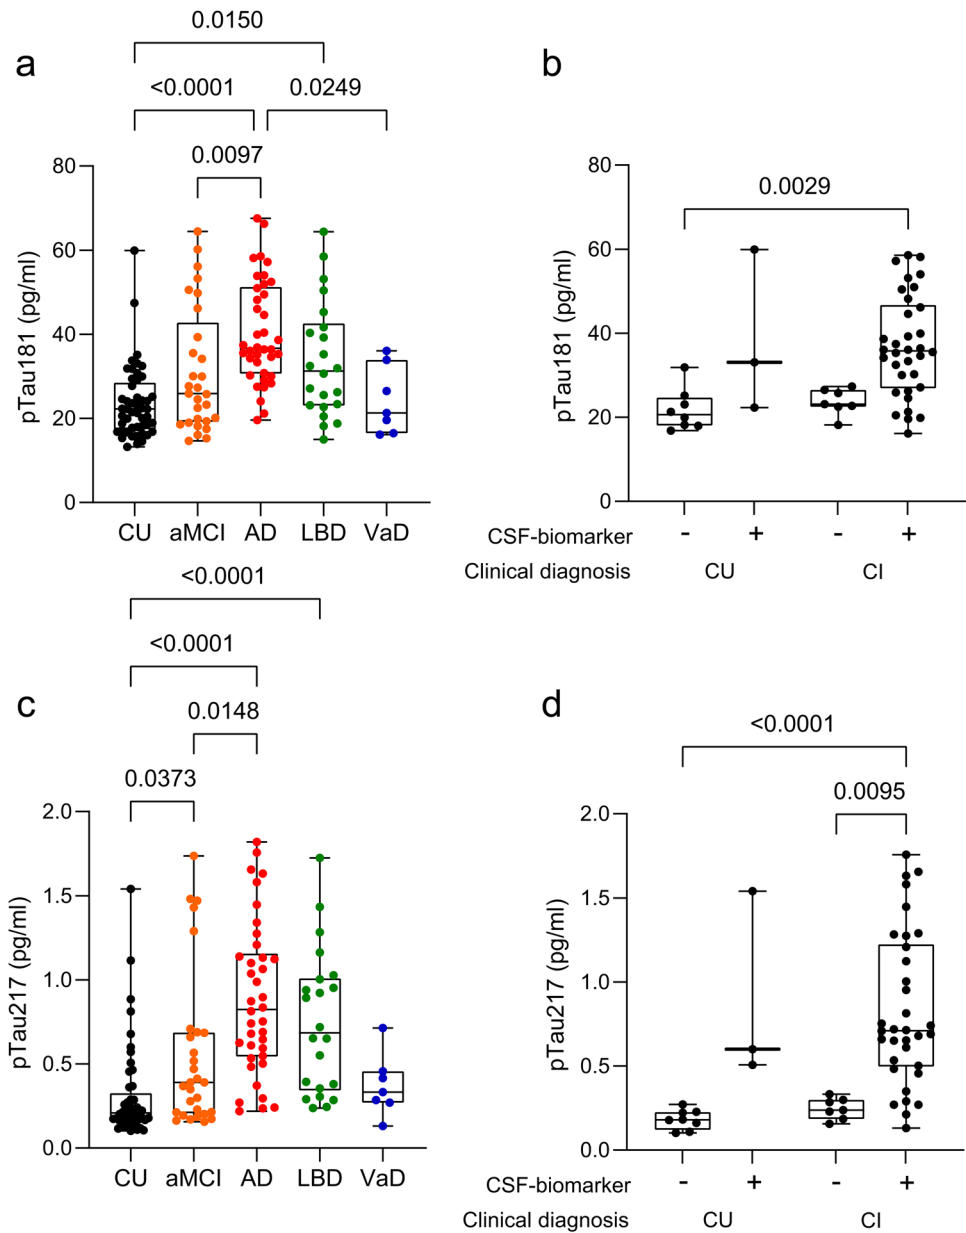 a
0.0150
<0.0001
0.0249
0.0097
pTau181 (pg/ml)
80
60
40
20
0
CU
aMCI
AD
LBD
VaD
b
0.0029
pTau181 (pg/ml)
80
60
40
20
0
CSF-biomarker
-
+
-
+
Clinical diagnosis
CU
CI
c
<0.0001
<0.0001
0.0148
0.0373
pTau217 (pg/ml)
2.0
1.5
1.0
0.5
0.0
CU
aMCI
AD
LBD
VaD
d
<0.0001
0.0095
pTau217 (pg/ml)
2.0
1.5
1.0
0.5
0.0
CSF-biomarker
-
+
-
+
Clinical diagnosis
CU
CI